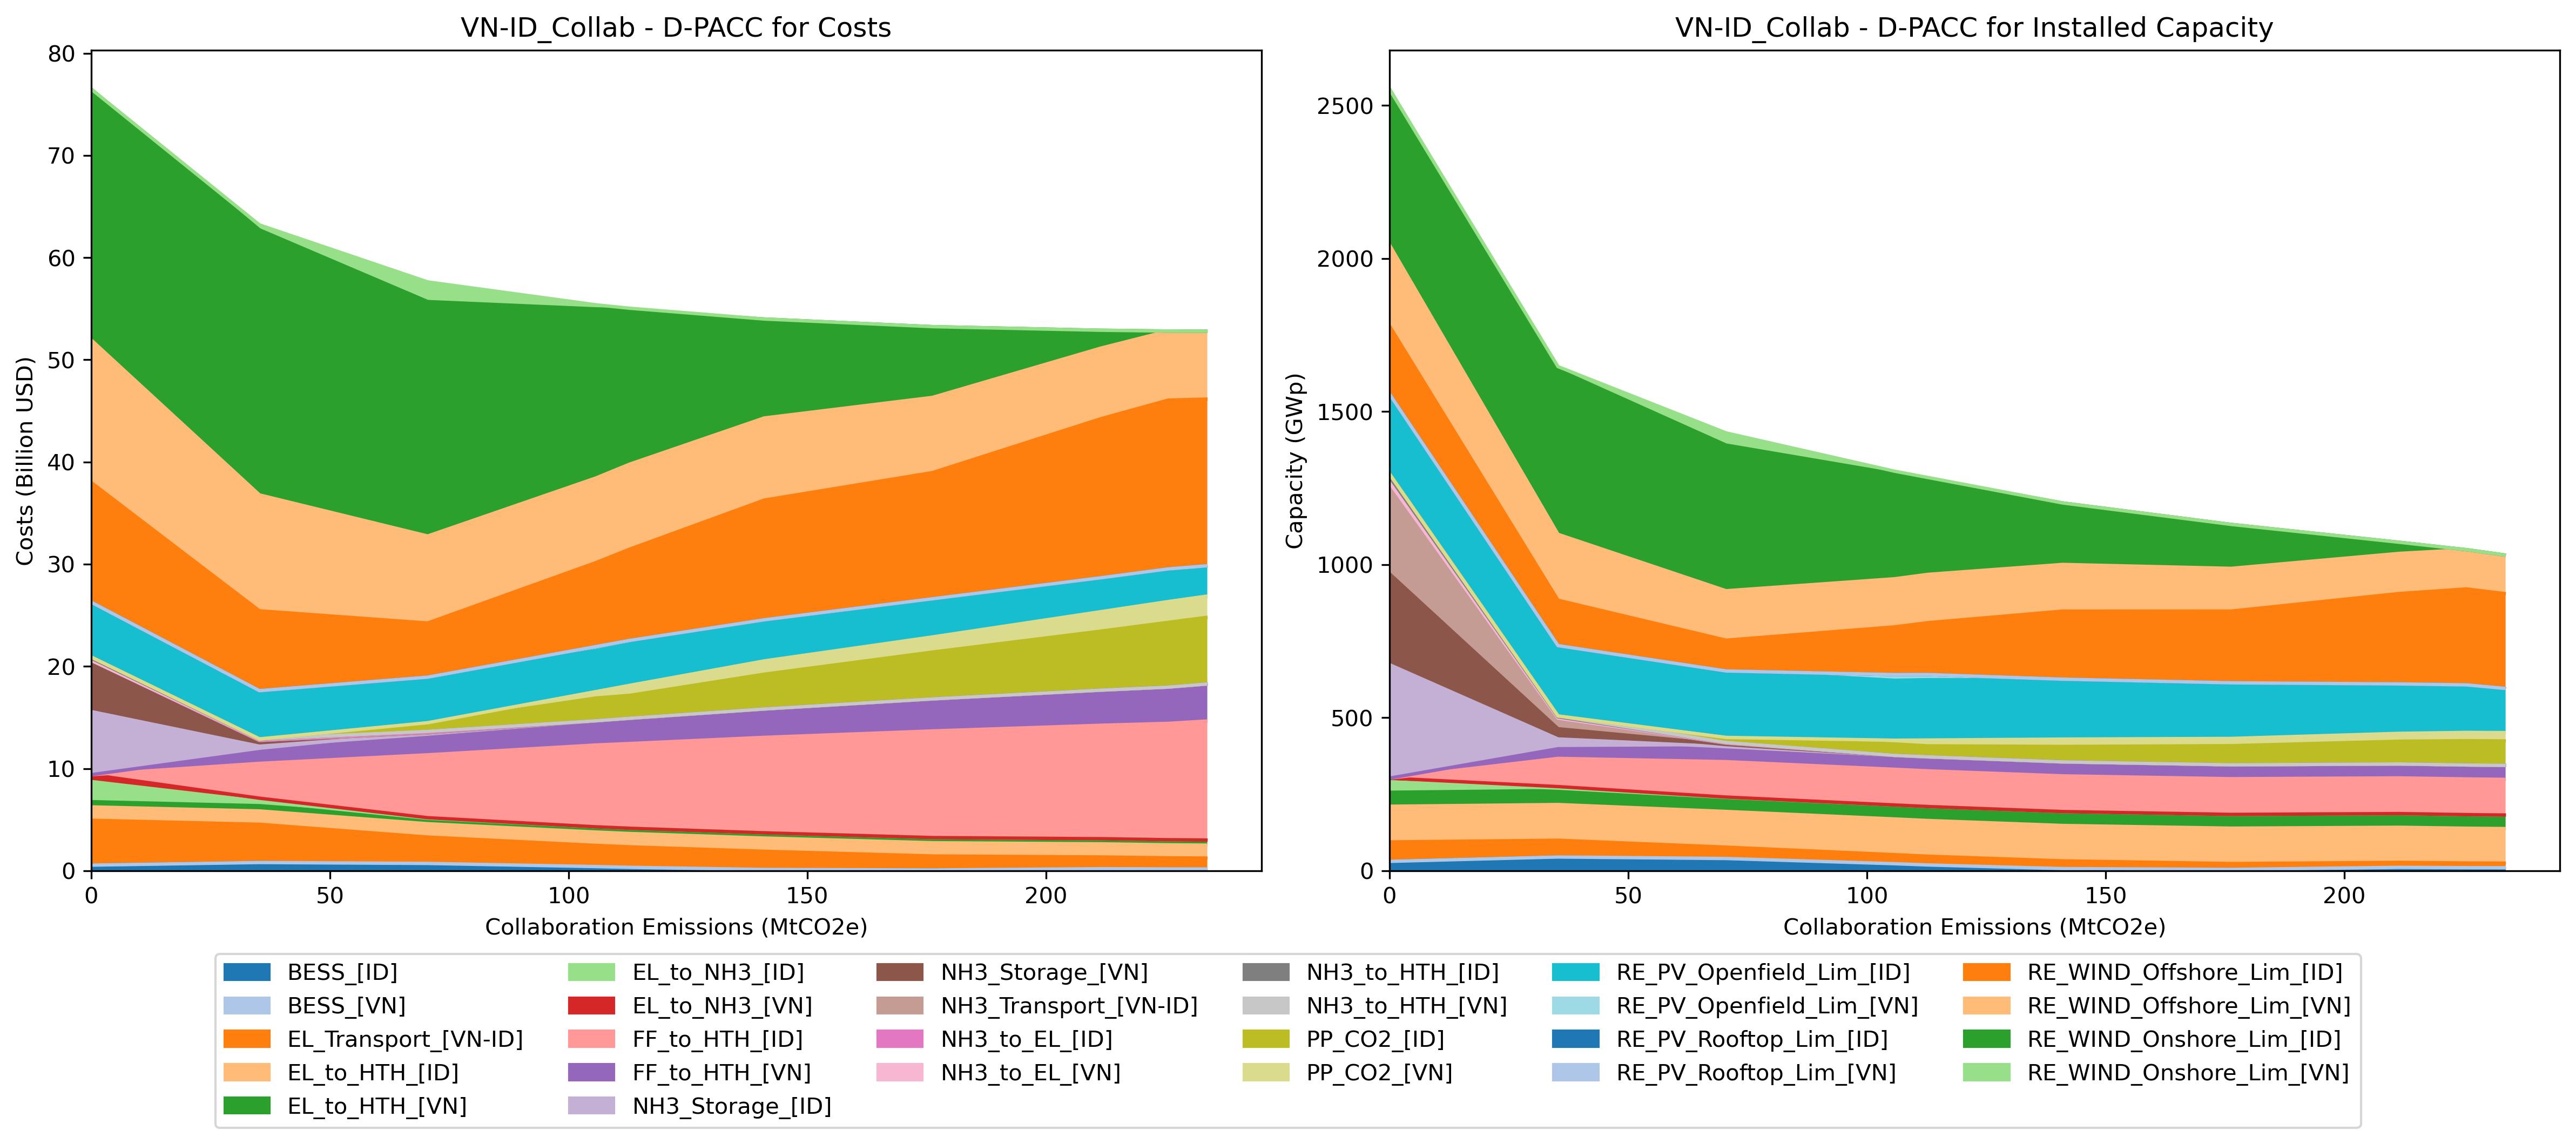 VN-ID_Collab - D-PACC for Costs
80
70
60
50
40
30
20
10
0
Costs (Billion USD)
0 50 100 150 200
Collaboration Emissions (MtCO2e)
VN-ID_Collab - D-PACC for Installed Capacity
2500
2000
1500
1000
500
0
Capacity (GWp)
0 50 100 150 200
Collaboration Emissions (MtCO2e)
BESS_[ID]
BESS_[VN]
EL_Transport_[VN-ID]
EL_to_HTH_[ID]
EL_to_HTH_[VN]
EL_to_NH3_[ID]
EL_to_NH3_[VN]
FF_to_HTH_[ID]
FF_to_HTH_[VN]
NH3_Storage_[ID]
NH3_Storage_[VN]
NH3_Transport_[VN-ID]
NH3_to_EL_[ID]
NH3_to_EL_[VN]
NH3_to_HTH_[ID]
NH3_to_HTH_[VN]
PP_CO2_[ID]
PP_CO2_[VN]
RE_PV_Openfield_Lim_[ID]
RE_PV_Openfield_Lim_[VN]
RE_PV_Rooftop_Lim_[ID]
RE_PV_Rooftop_Lim_[VN]
RE_WIND_Offshore_Lim_[ID]
RE_WIND_Offshore_Lim_[VN]
RE_WIND_Onshore_Lim_[ID]
RE_WIND_Onshore_Lim_[VN]